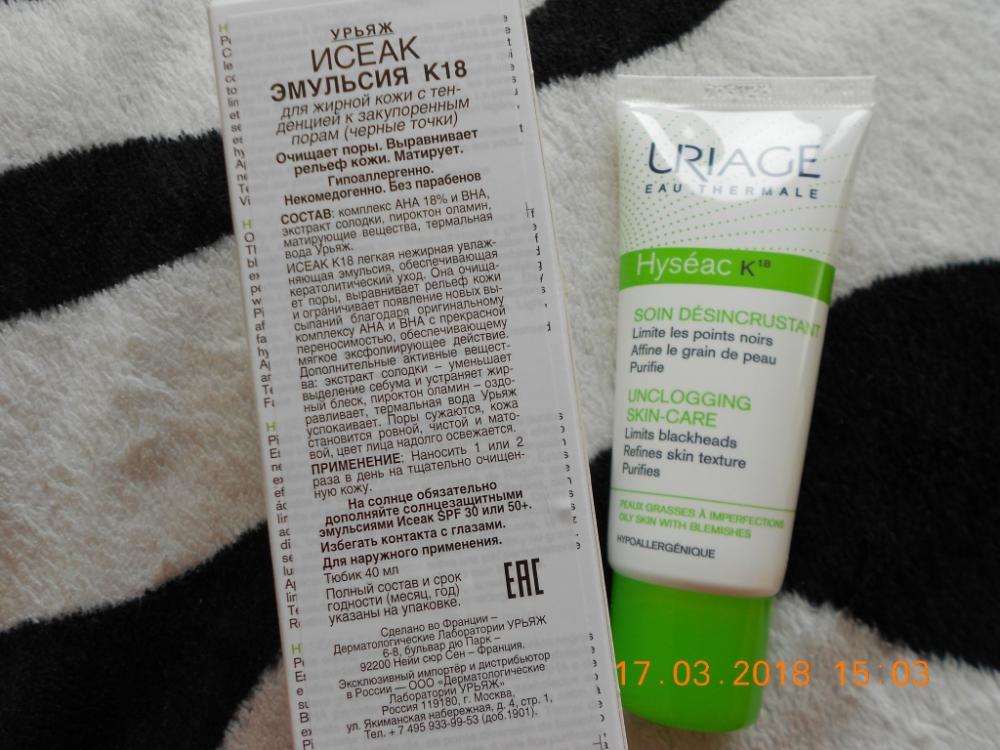 УРЬЯЖ
ИСЕАК
ЭМУЛЬСИЯ К18
для жирной кожи с тен-
денцией к закупоренным
порам (черные точки)
Очищает поры. Выравнивает
рельеф кожи. Матирует.
Гипоаллергенно.
Некомедогенно. Без парабенов
СОСТАВ: комплекс АНА 18% и ВНА,
экстракт солодки, пироктон оламин,
матирующие вещества, термальная
вода Урьяж.
ИСЕАК К18 легкая нежирная увлаж-
няющая эмульсия, обеспечивающая
кератолитический уход. Она очища-
ет поры, выравнивает рельеф кожи
и ограничивает появление новых вы-
сыпаний благодаря оригинальному
комплексу АНА и ВНА с прекрасной
переносимостью, обеспечивающему
мягкое эксфолиирующее действие.
Дополнительные активные вещест-
ва: экстракт солодки – уменьшает
выделение себума и устраняет жир-
ный блеск, пироктон оламин – оздо-
равливает, термальная вода Урьяж
успокаивает. Поры сужаются, кожа
становится ровной, чистой и мато-
вой, цвет лица надолго освежается.
ПРИМЕНЕНИЕ: Наносить 1 или 2
раза в день на тщательно очищен-
ную кожу.
На солнце обязательно
дополняйте солнцезащитными
эмульсиями Исеак SPF 30 или 50+.
Избегать контакта с глазами.
Для наружного применения.
Тюбик 40 мл
Полный состав и срок
годности (месяц, год)
указаны на упаковке.
EAC
Сделано во Франции –
Дерматологические Лаборатории УРЬЯЖ
6-8, бульвар дю Парк –
92200 Нейи сюр Сен – Франция.
Эксклюзивный импортёр и дистрибьютор
в России — ООО «Дерматологические
Лаборатории УРЬЯЖ»
Россия 119180, г. Москва,
ул. Якиманская набережная, д. 4, стр. 1,
Тел. + 7 495 933-99-53 (доб.1901).
URIAGE
EAU THERMALE
Hyséac K18
SOIN DÉSINCRUSTANT
Limite les points noirs
Affine le grain de peau
Purifie
UNCLOGGING
SKIN-CARE
Limits blackheads
Refines skin texture
Purifies
PEAUX GRASSES À IMPERFECTIONS
OILY SKIN WITH BLEMISHES
HYPOALLERGÉNIQUE
17.03.2018 15:03